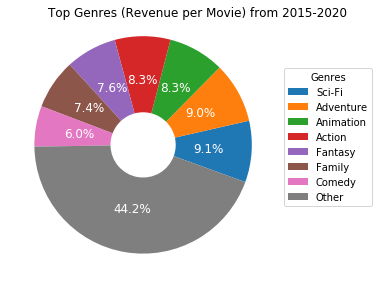 Top Genres (Revenue per Movie) from 2015-2020
7.6%
8.3%
8.3%
7.4%
9.0%
6.0%
9.1%
44.2%
Genres
Sci-Fi
Adventure
Animation
Action
Fantasy
Family
Comedy
Other